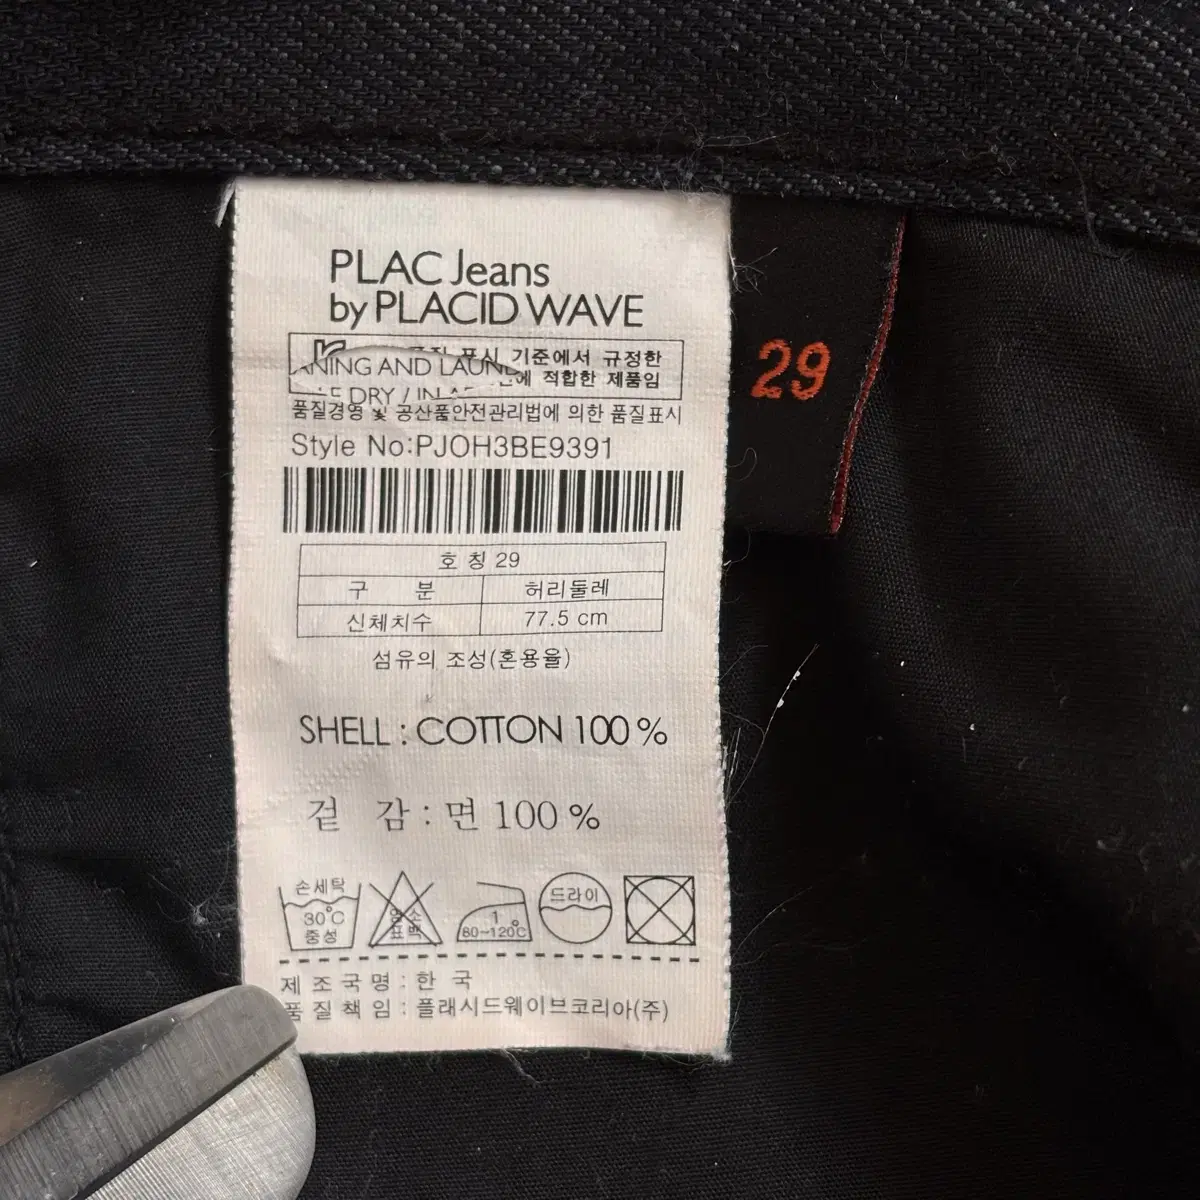 PLAC Jeans
by PLACID WAVE
표시 기준에서 규정한
AND LAUN
적합한 제품임
DRY / IN
품질경영 및 공산품안전관리법에 의한 품질표시
Style No:PJOH3BE9391
29
호 칭 29
구 분 허리둘레
신체치수 77.5 cm
섬유의 조성(혼용율)
SHELL : COTTON 100 %
겉 감 : 면 100 %
손세탁 30°C 중성
염소 표백
1 80~120°C
드라이
제 조 국 명 : 한 국
품 질 책 임 : 플래시드웨이브코리아(주)